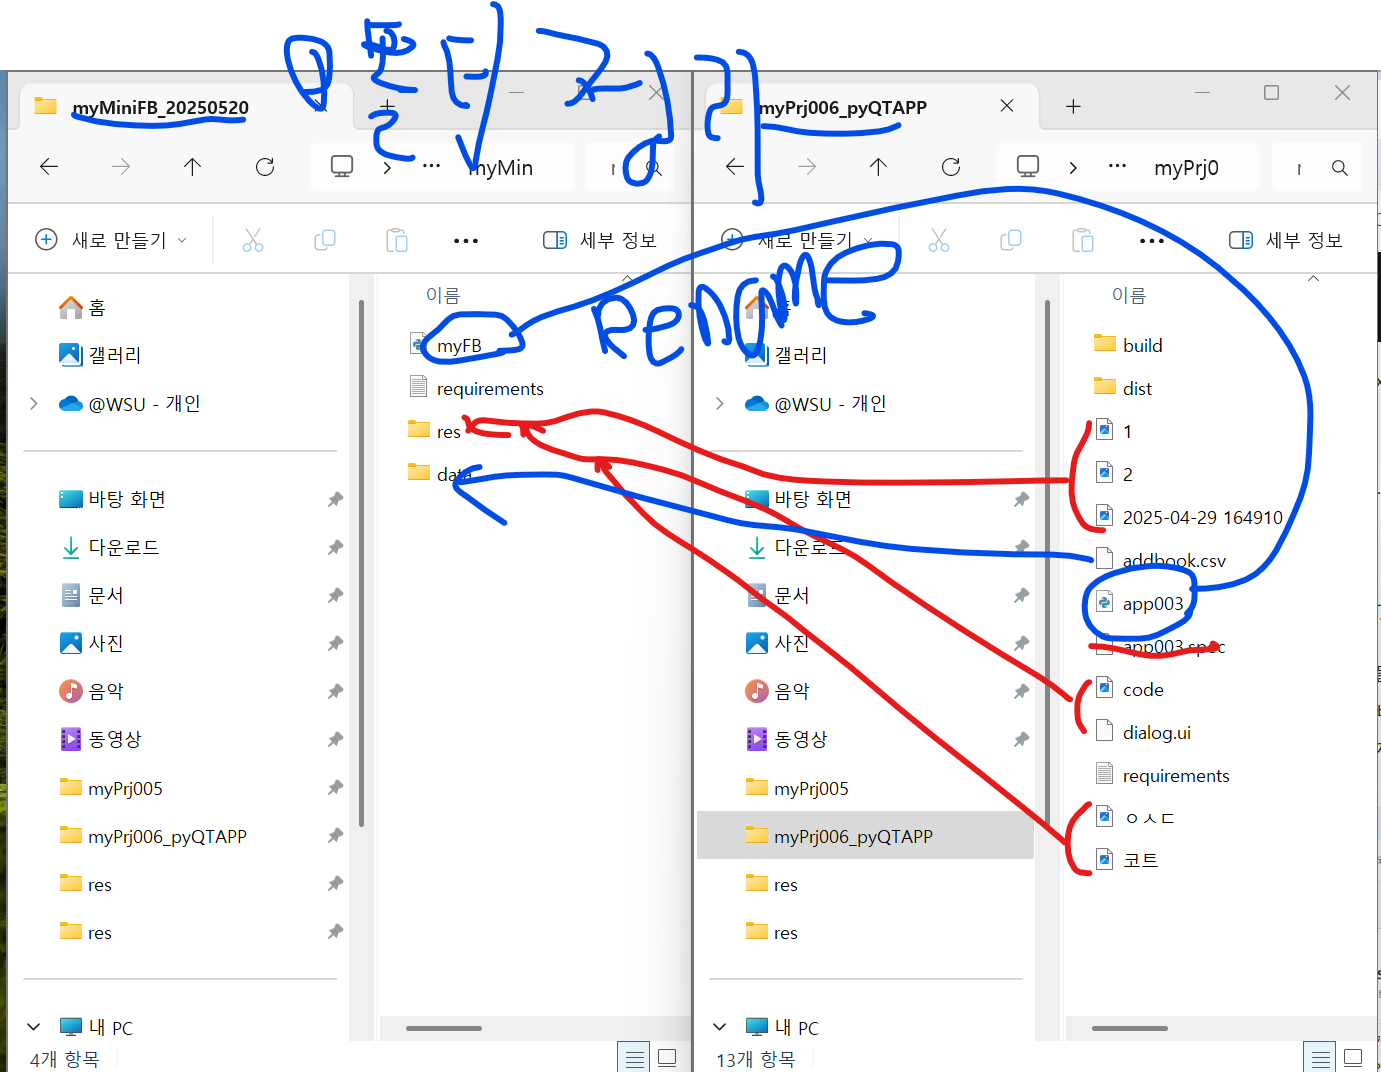 myMiniFB_20250520
myMin
새로 만들기
세부 정보
홈
갤러리
@WSU - 개인
바탕 화면
다운로드
문서
사진
음악
동영상
myPrj005
myPrj006_pyQTAPP
res
res
내 PC
4개 항목
이름
myFB
requirements
res
data
Rename
myPrj006_pyQTAPP
myPrj0
새로 만들기
세부 정보
홈
갤러리
@WSU - 개인
바탕 화면
다운로드
문서
사진
음악
동영상
myPrj005
myPrj006_pyQTAPP
res
res
내 PC
13개 항목
이름
build
dist
1
2
2025-04-29 164910
addbook.csv
app003
app003.spec
code
dialog.ui
requirements
ㅇㅅㄷ
코트